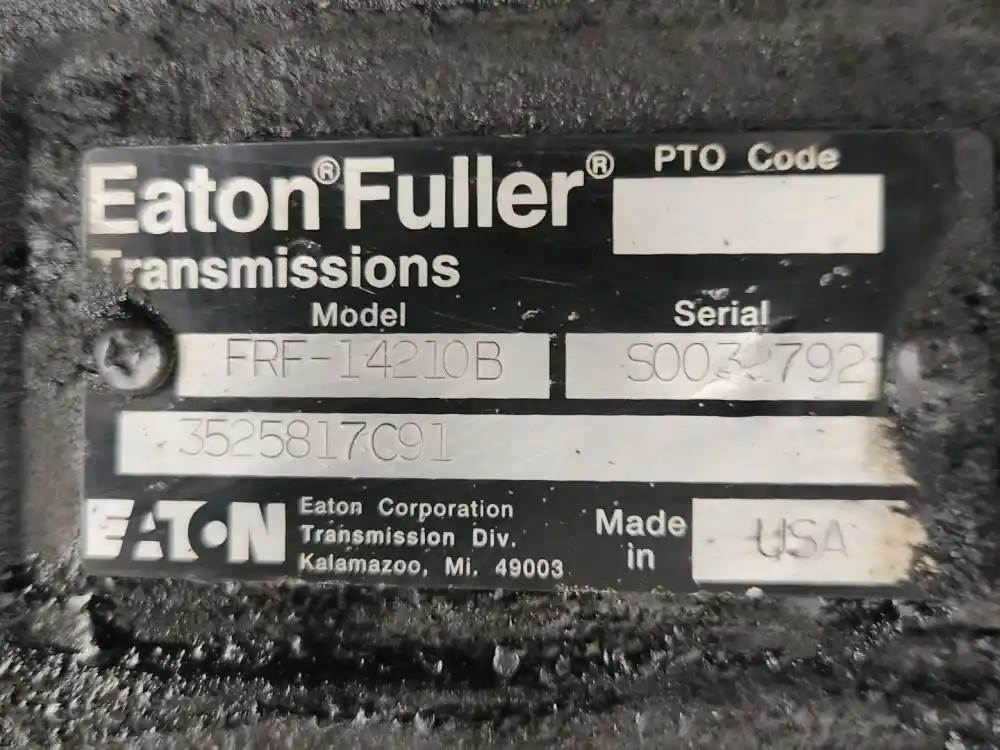 Eaton® Fuller®
PTO Code
Transmissions
Model
Serial
FRF-14210B
S0032792
3525817C91
EATON
Eaton Corporation
Transmission Div.
Kalamazoo, Mi. 49003
Made
in
USA